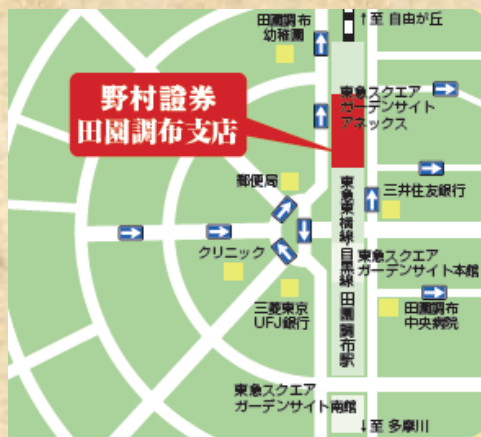 田園調布
幼稚園
↑至 自由が丘
東急スクエア
ガーデンサイト
アネックス
野村證券
田園調布支店
郵便局
三井住友銀行
東急東横線
目黒線
田園調布駅
クリニック
東急スクエア
ガーデンサイト本館
三菱東京
UFJ銀行
田園調布
中央病院
東急スクエア
ガーデンサイト南館
↓至 多摩川